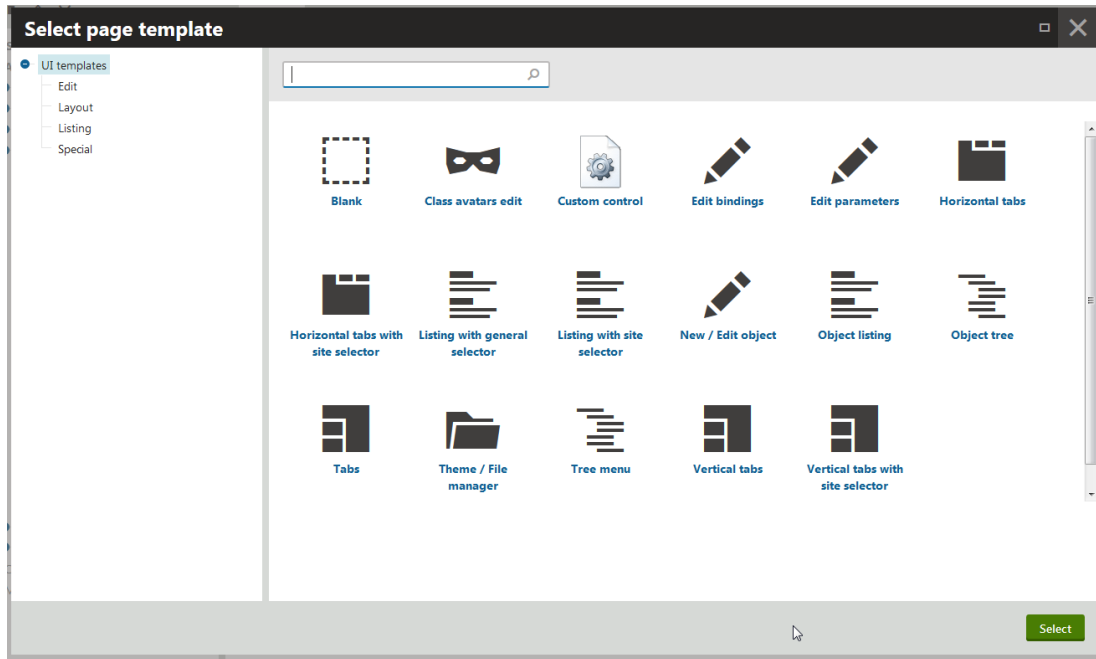 Select page template
UI templates
Edit
Layout
Listing
Special
Blank
Class avatars edit
Custom control
Edit bindings
Edit parameters
Horizontal tabs
Horizontal tabs with
site selector
Listing with general
selector
Listing with site
selector
New / Edit object
Object listing
Object tree
Tabs
Theme / File
manager
Tree menu
Vertical tabs
Vertical tabs with
site selector
Select